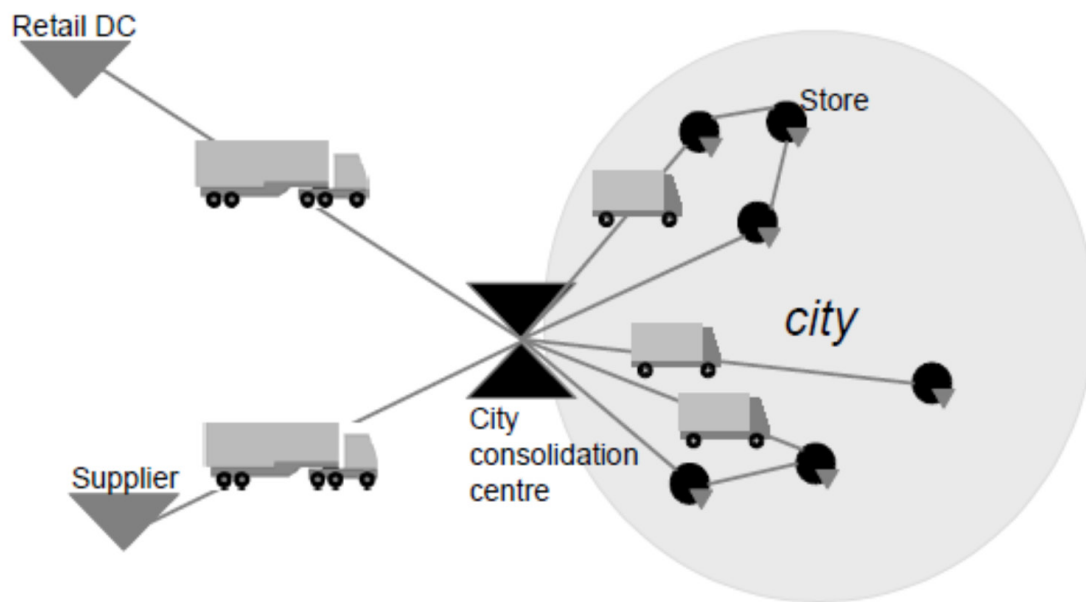 Retail DC
Store
city
City
consolidation
centre
Supplier